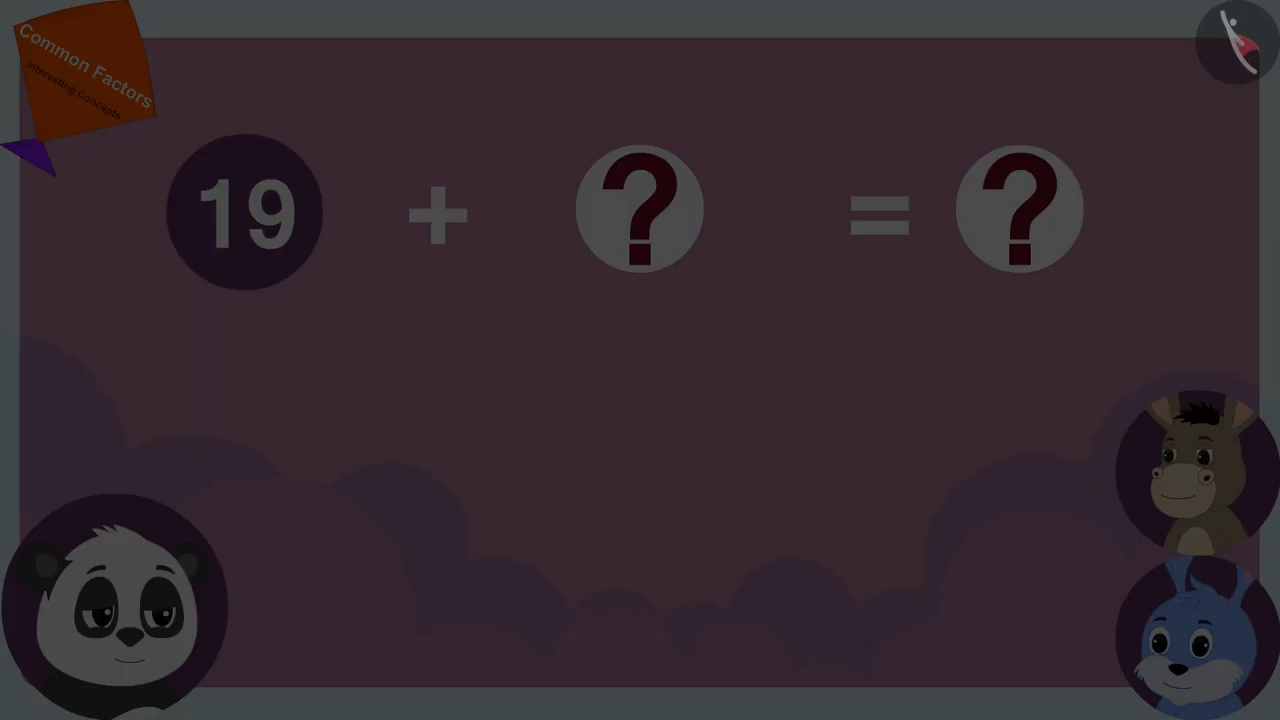 Common Factors
Interesting Concepts
19 + ? = ?